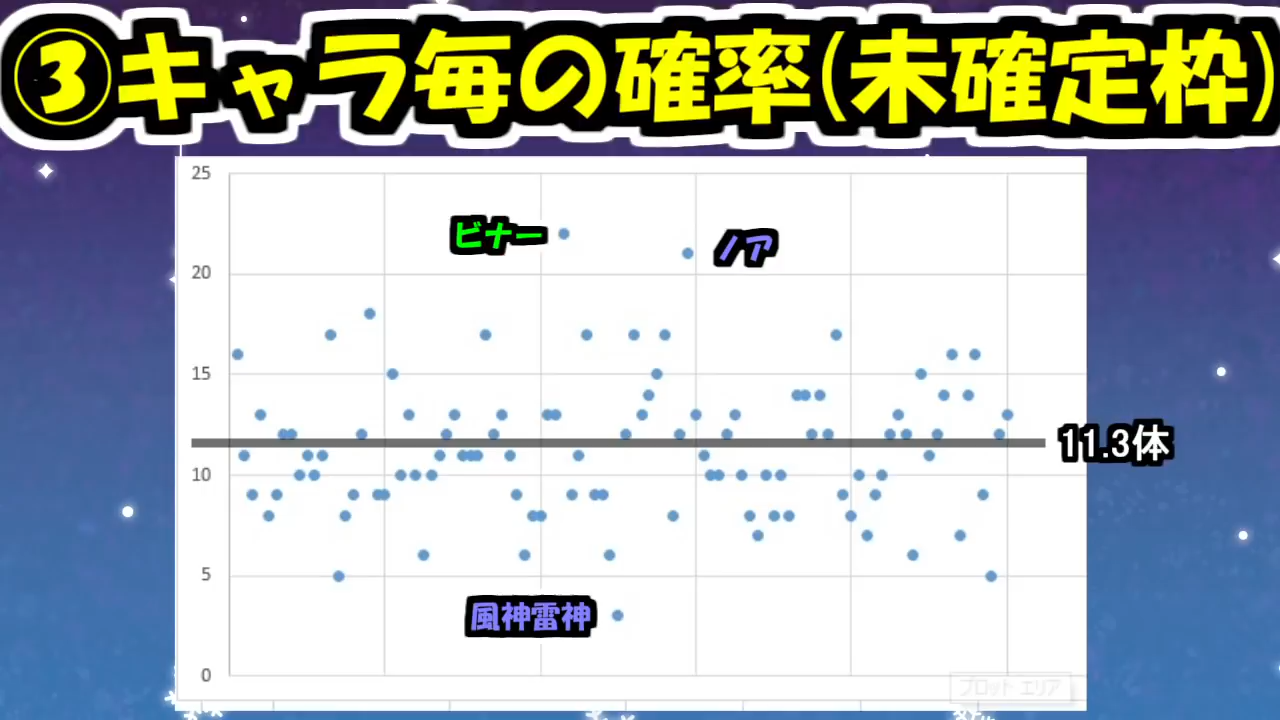 ③キャラ毎の確率(未確定枠)
25
ビナー
ノア
20
15
11.3体
10
5
風神雷神
0
プロット エリア